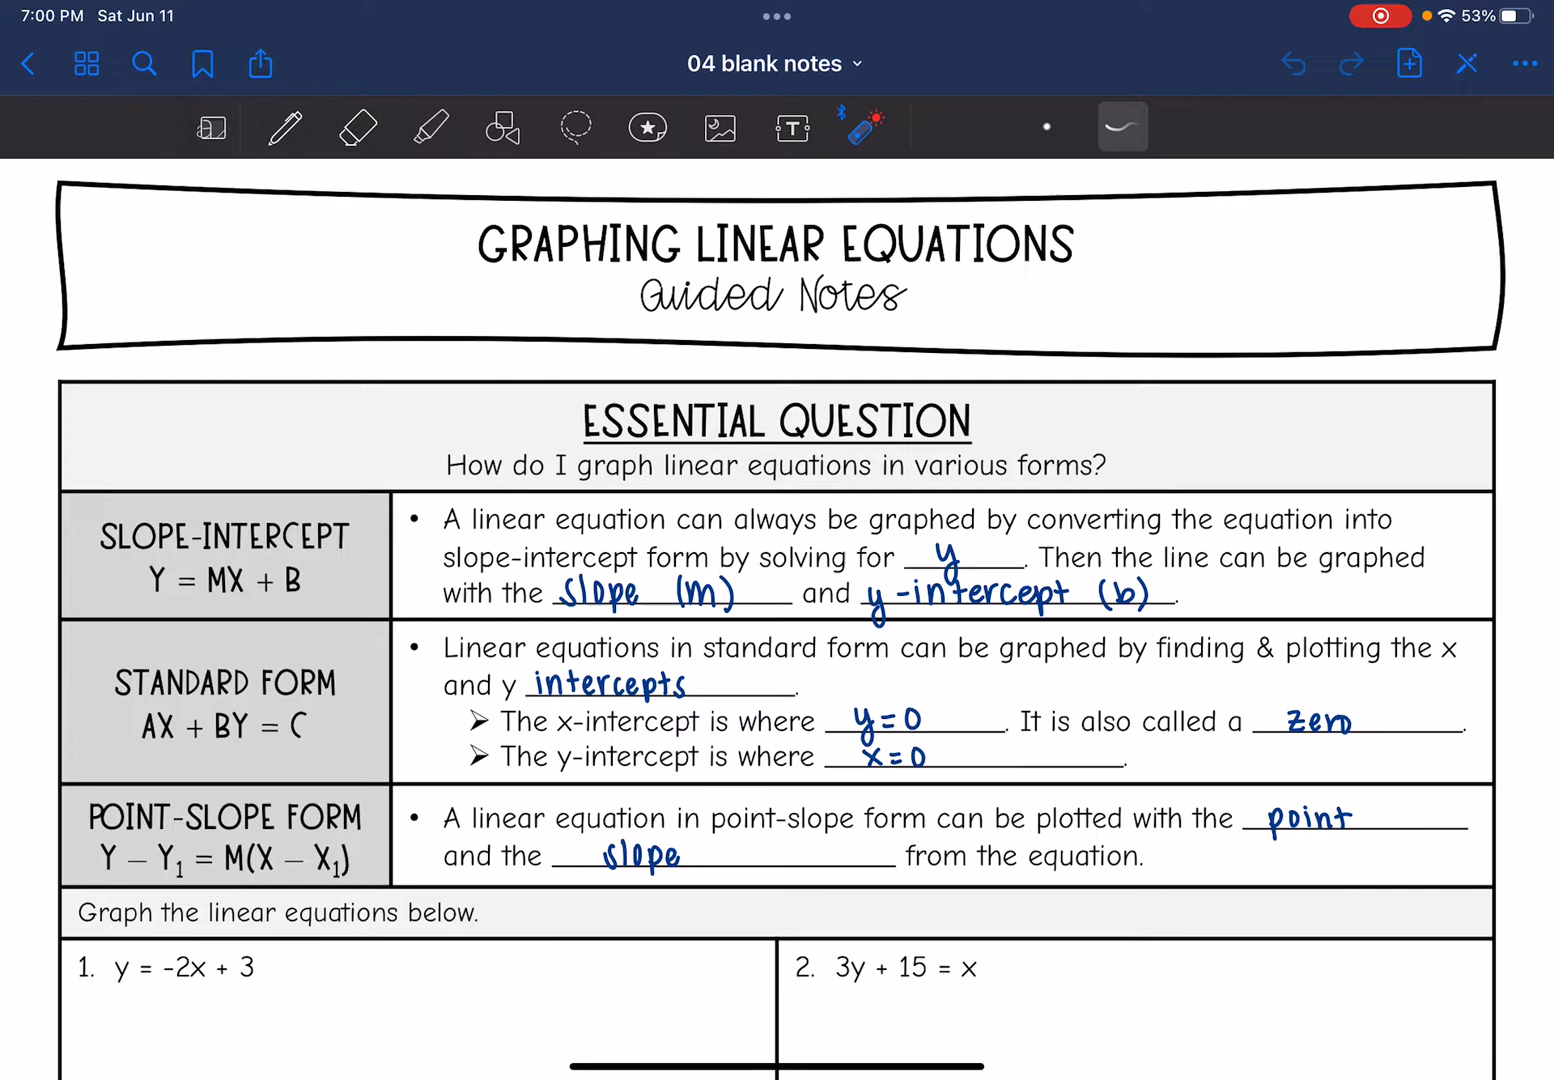 7:00 PM Sat Jun 11
53%
04 blank notes
T
GRAPHING LINEAR EQUATIONS
Guided Notes
ESSENTIAL QUESTION
How do I graph linear equations in various forms?
SLOPE-INTERCEPT
Y = MX + B
• A linear equation can always be graphed by converting the equation into
slope-intercept form by solving for y. Then the line can be graphed
with the slope (m) and y-intercept (b).
STANDARD FORM
AX + BY = C
• Linear equations in standard form can be graphed by finding & plotting the x
and y intercepts.
➢ The x-intercept is where y=0. It is also called a zero.
➢ The y-intercept is where x=0.
POINT-SLOPE FORM
Y – Y₁ = M(X – X₁)
• A linear equation in point-slope form can be plotted with the point
and the slope from the equation.
Graph the linear equations below.
1. y = -2x + 3
2. 3y + 15 = x